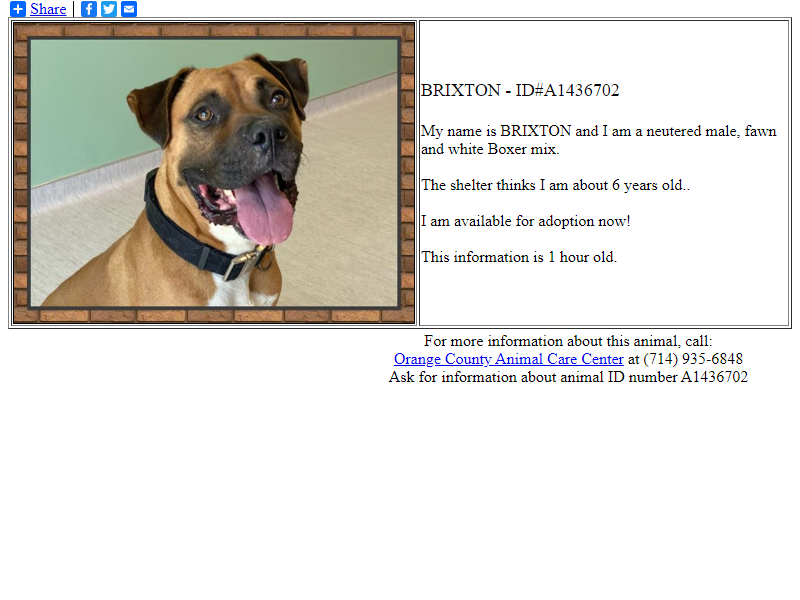 Share |
BRIXTON - ID#A1436702
My name is BRIXTON and I am a neutered male, fawn
and white Boxer mix.
The shelter thinks I am about 6 years old..
I am available for adoption now!
This information is 1 hour old.
For more information about this animal, call:
Orange County Animal Care Center at (714) 935-6848
Ask for information about animal ID number A1436702